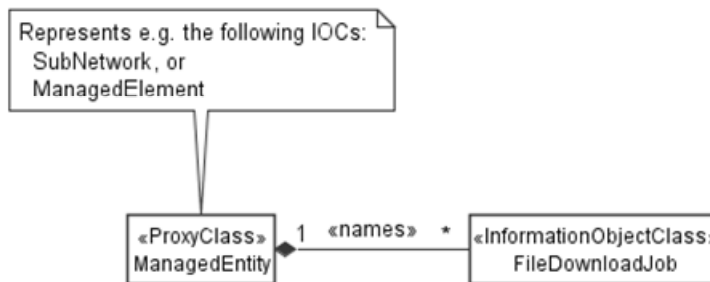 Represents e.g. the following IOCs:
SubNetwork, or
ManagedElement
«ProxyClass»
ManagedEntity
1 «names» *
«InformationObjectClass»
FileDownloadJob